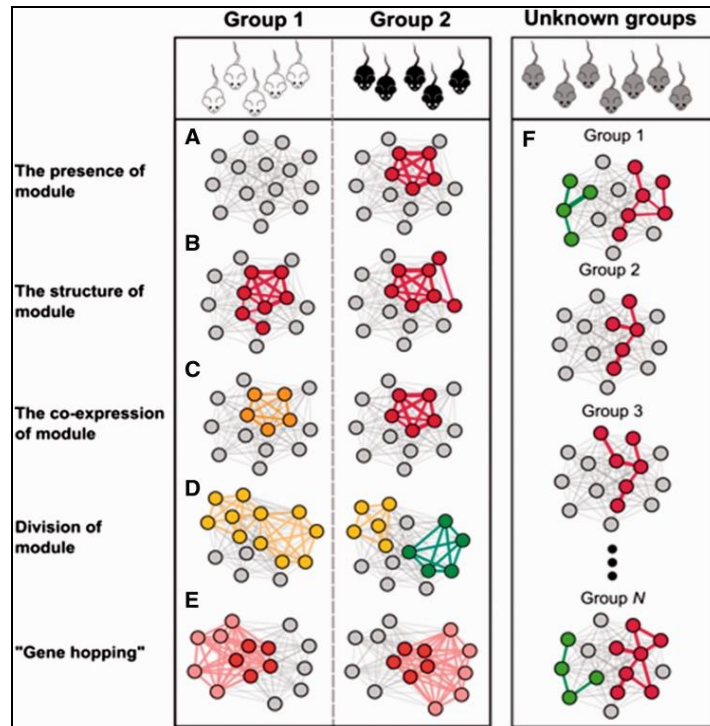 Group 1
Group 2
Unknown groups
A
The presence of
module
B
The structure of
module
C
The co-expression
of module
D
Division of
module
E
"Gene hopping"
F
Group 1
Group 2
Group 3
Group N